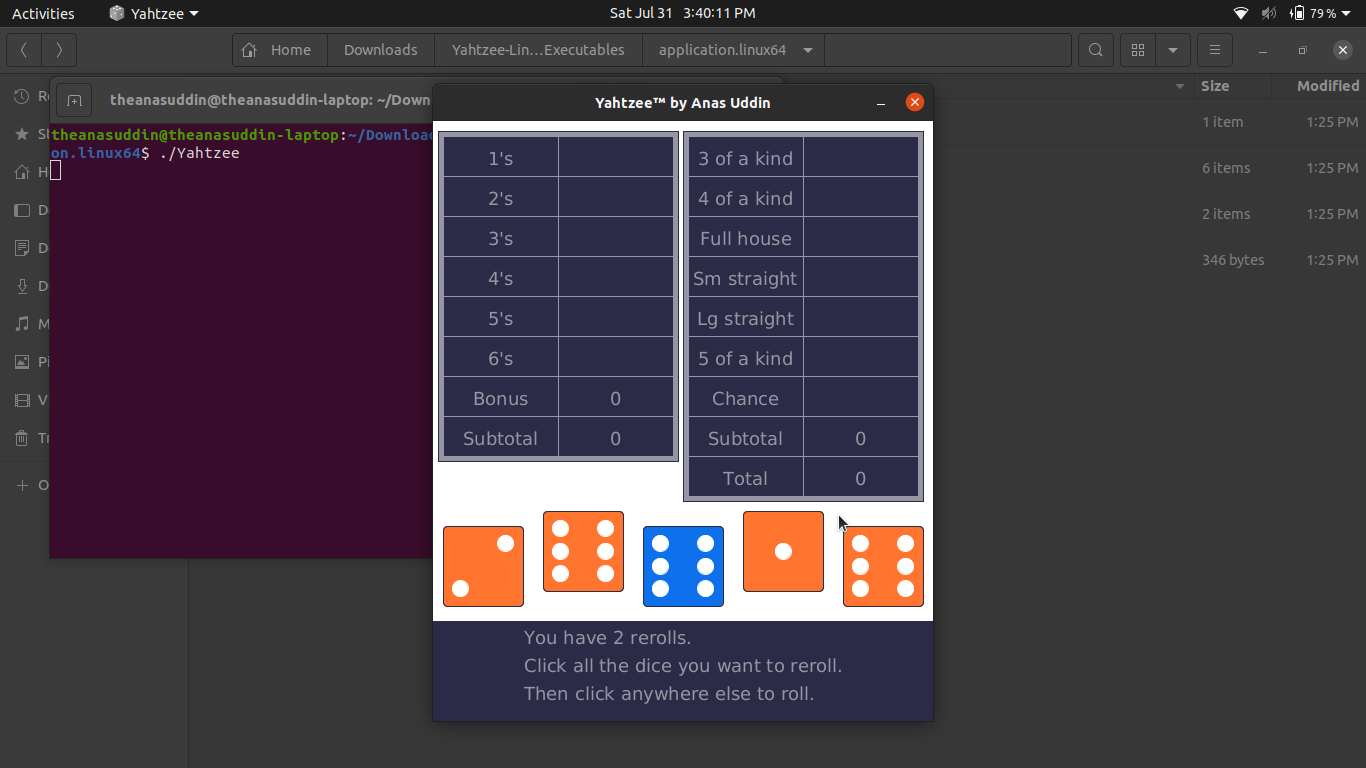 Activities Yahtzee Sat Jul 31 3:40:11 PM 79 %
Home Downloads Yahtzee-Lin…Executables application.linux64
Size Modified
theanasuddin@theanasuddin-laptop: ~/Down
theanasuddin@theanasuddin-laptop:~/Downloa
on.linux64$ ./Yahtzee
1 item 1:25 PM
6 items 1:25 PM
2 items 1:25 PM
346 bytes 1:25 PM
R
S
H
D
D
D
M
Pi
V
Tr
O
Yahtzee™ by Anas Uddin
1's
2's
3's
4's
5's
6's
Bonus 0
Subtotal 0
3 of a kind
4 of a kind
Full house
Sm straight
Lg straight
5 of a kind
Chance
Subtotal 0
Total 0
You have 2 rerolls.
Click all the dice you want to reroll.
Then click anywhere else to roll.